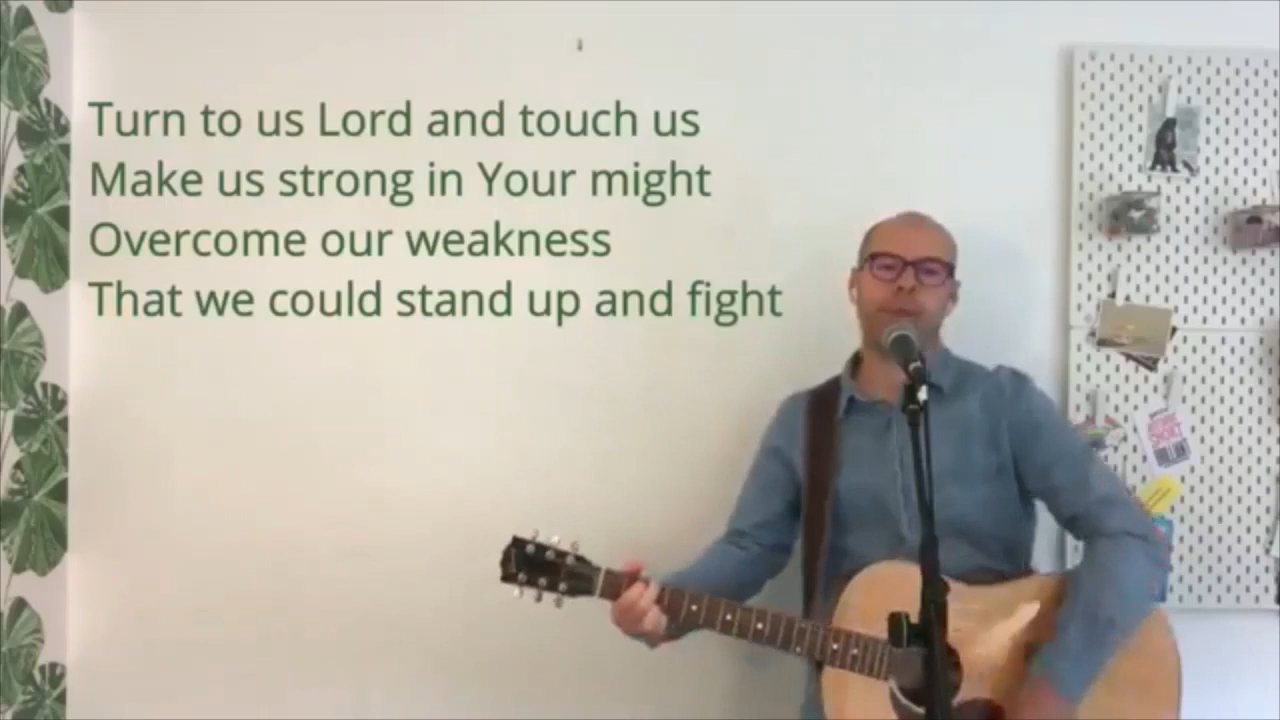 Turn to us Lord and touch us
Make us strong in Your might
Overcome our weakness
That we could stand up and fight